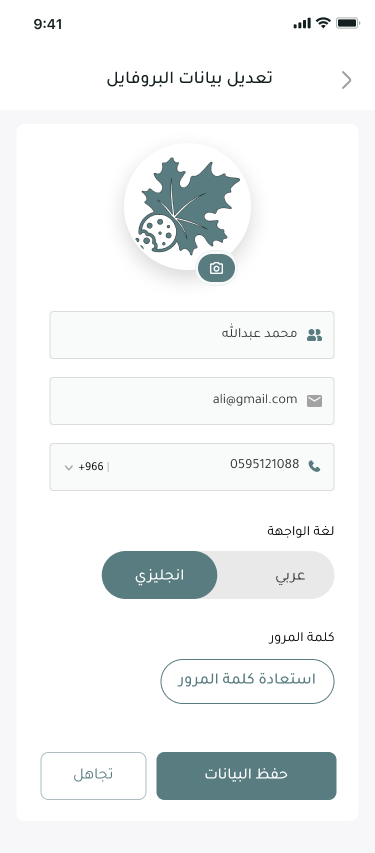 9:41
تعديل بيانات البروفايل
محمد عبدالله
ali@gmail.com
0595121088
+966
لغة الواجهة
عربي
انجليزي
كلمة المرور
استعادة كلمة المرور
حفظ البيانات
تجاهل